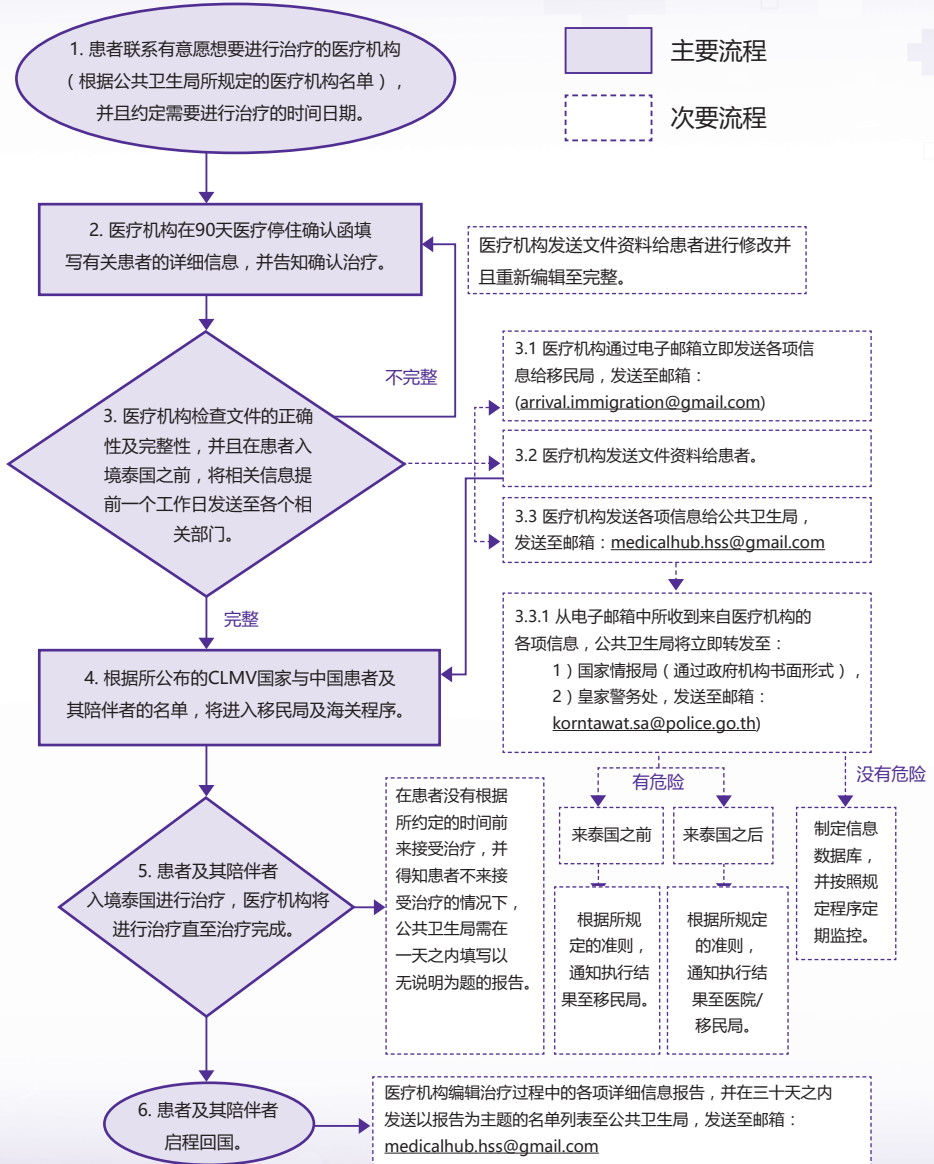 1. 患者联系有意愿想要进行治疗的医疗机构
（根据公共卫生局所规定的医疗机构名单），
并且约定需要进行治疗的时间日期。
主要流程
次要流程
2. 医疗机构在90天医疗停住确认函填
写有关患者的详细信息，并告知确认治疗。
医疗机构发送文件资料给患者进行修改并
且重新编辑至完整。
不完整
3. 医疗机构检查文件的正确
性及完整性，并且在患者入
境泰国之前，将相关信息提
前一个工作日发送至各个相
关部门。
3.1 医疗机构通过电子邮箱立即发送各项信
息给移民局，发送至邮箱：
(arrival.immigration@gmail.com)
3.2 医疗机构发送文件资料给患者。
3.3 医疗机构发送各项信息给公共卫生局，
发送至邮箱：medicalhub.hss@gmail.com
完整
3.3.1 从电子邮箱中所收到来自医疗机构的
各项信息，公共卫生局将立即转发至：
1）国家情报局（通过政府机构书面形式），
2）皇家警务处，发送至邮箱：
korntawat.sa@police.go.th)
4. 根据所公布的CLMV国家与中国患者及
其陪伴者的名单，将进入移民局及海关程序。
有危险
没有危险
来泰国之前
来泰国之后
制定信息
数据库，
并按照规
定程序定
期监控。
根据所规
定的准则，
通知执行结
果至移民局。
根据所规定
的准则，
通知执行结
果至医院/
移民局。
5. 患者及其陪伴者
入境泰国进行治疗，医疗机构将
进行治疗直至治疗完成。
在患者没有根据
所约定的时间前
来接受治疗，并
得知患者不来接
受治疗的情况下，
公共卫生局需在
一天之内填写以
无说明为题的报告。
6. 患者及其陪伴者
启程回国。
医疗机构编辑治疗过程中的各项详细信息报告，并在三十天之内
发送以报告为主题的名单列表至公共卫生局，发送至邮箱：
medicalhub.hss@gmail.com